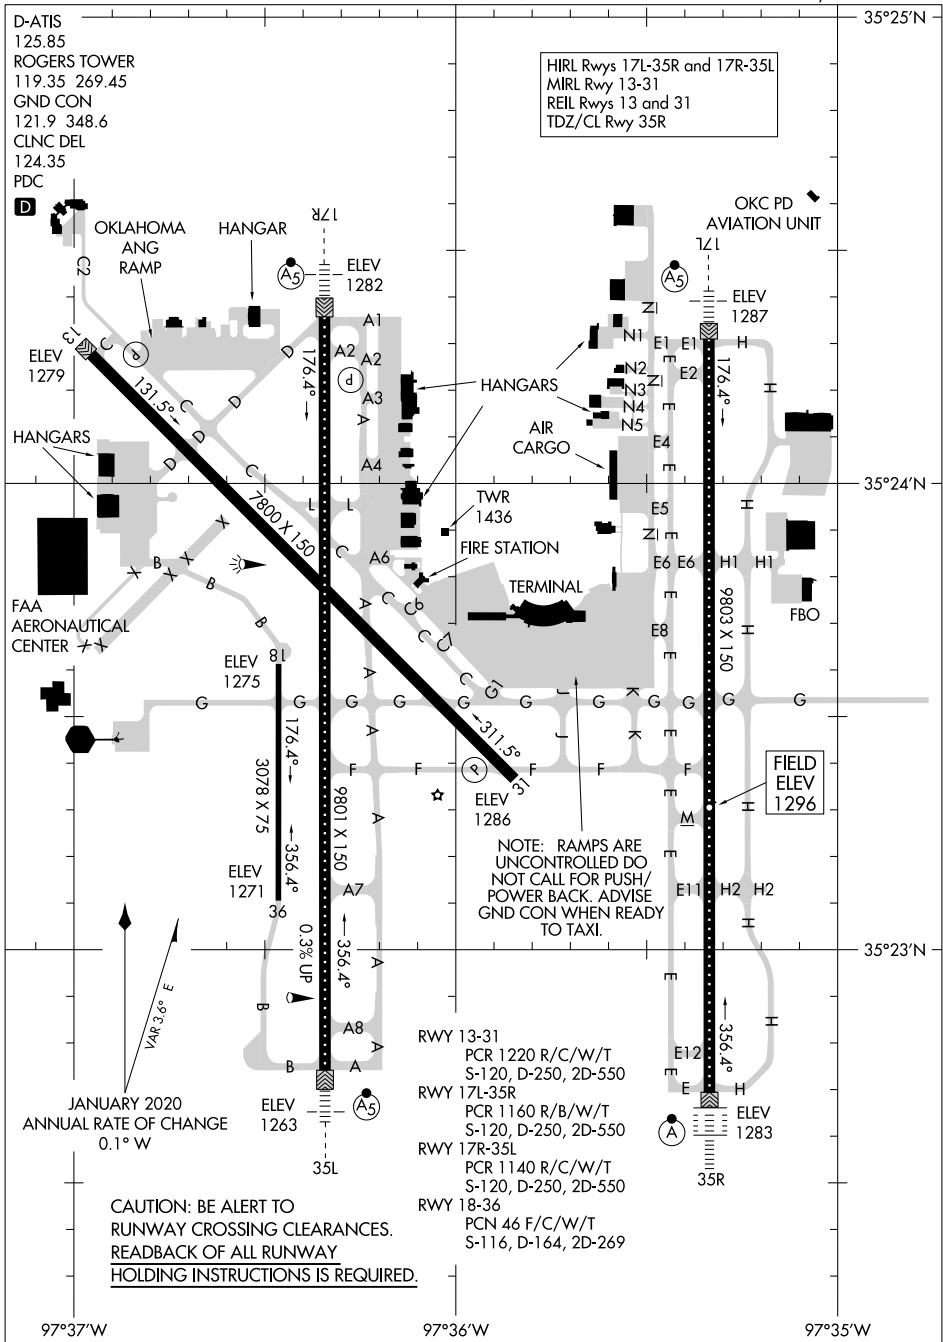 D-ATIS
125.85
ROGERS TOWER
119.35 269.45
GND CON
121.9 348.6
CLNC DEL
124.35
PDC
D
35°25'N
HIRL Rwys 17L-35R and 17R-35L
MIRL Rwy 13-31
REIL Rwys 13 and 31
TDZ/CL Rwy 35R
OKC PD
AVIATION UNIT
OKLAHOMA
ANG
RAMP
HANGAR
17R
A5
ELEV
1282
17L
A5
ELEV
1287
C2
13
ELEV
1279
C
P
D
A1
A2
A2
P
A3
A
A4
176.4°
131.5°
C
D
D
D
C
HANGARS
HANGARS
AIR
CARGO
N
N1
N2
N
N3
N4
N5
E1
E1
H
E
E2
E
E4
E
176.4°
H
35°24'N
7800 X 150
L
L
C
TWR
1436
FIRE STATION
TERMINAL
N
E5
E
E6
E6
H1
H1
H
9803 X 150
FBO
FAA
AERONAUTICAL
CENTER
X
X
X
X
X
B
B
B
A6
A
C
C
6
C
C7
C
G1
E
E8
E
H
18
ELEV
1275
A
G
G
G
G
G
G
G
G
G
G
J
J
K
K
176.4°
3078 X 75
356.4°
A
F
F
P
F
F
F
311.5°
31
ELEV
1286
E
E
FIELD
ELEV
1296
9801 X 150
A
M
H
E
NOTE: RAMPS ARE
UNCONTROLLED DO
NOT CALL FOR PUSH/
POWER BACK. ADVISE
GND CON WHEN READY
TO TAXI.
ELEV
1271
36
A7
E11
H2
H2
H
0.3% UP
356.4°
35°23'N
VAR 3.6° E
B
A
A8
A
B
A
E
E12
E
E
H
H
356.4°
JANUARY 2020
ANNUAL RATE OF CHANGE
0.1° W
ELEV
1263
A5
35L
RWY 13-31
PCR 1220 R/C/W/T
S-120, D-250, 2D-550
RWY 17L-35R
PCR 1160 R/B/W/T
S-120, D-250, 2D-550
RWY 17R-35L
PCR 1140 R/C/W/T
S-120, D-250, 2D-550
RWY 18-36
PCN 46 F/C/W/T
S-116, D-164, 2D-269
A
ELEV
1283
35R
CAUTION: BE ALERT TO
RUNWAY CROSSING CLEARANCES.
READBACK OF ALL RUNWAY
HOLDING INSTRUCTIONS IS REQUIRED.
97°37'W
97°36'W
97°35'W